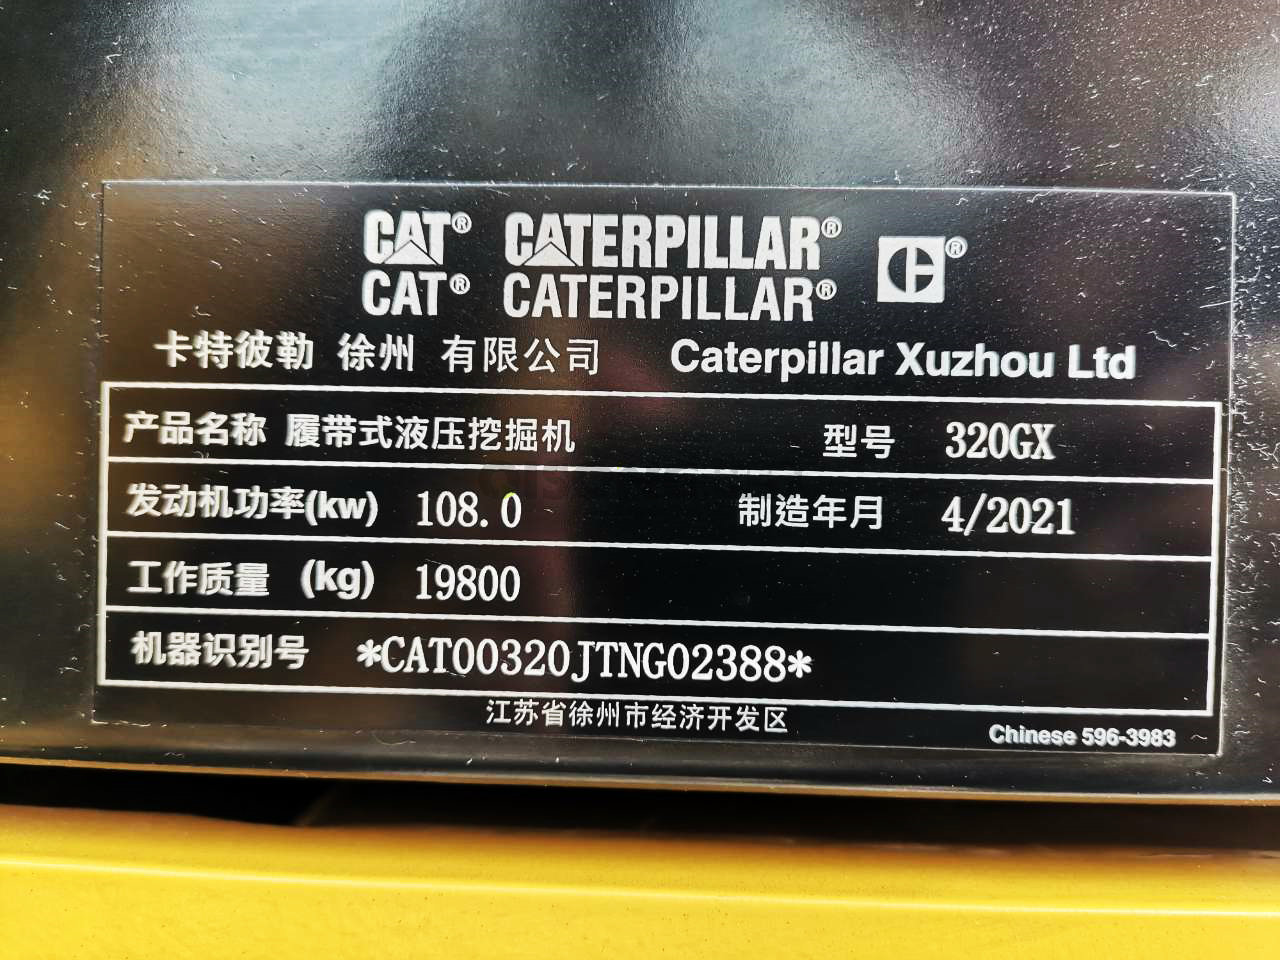 CAT® CATERPILLAR®
CAT® CATERPILLAR®
卡特彼勒 徐州 有限公司 Caterpillar Xuzhou Ltd
产品名称 履带式液压挖掘机 型号 320GX
发动机功率(kw) 108.0 制造年月 4/2021
工作质量 (kg) 19800
机器识别号 *CAT00320JTNG02388*
江苏省徐州市经济开发区
Chinese 596-3983